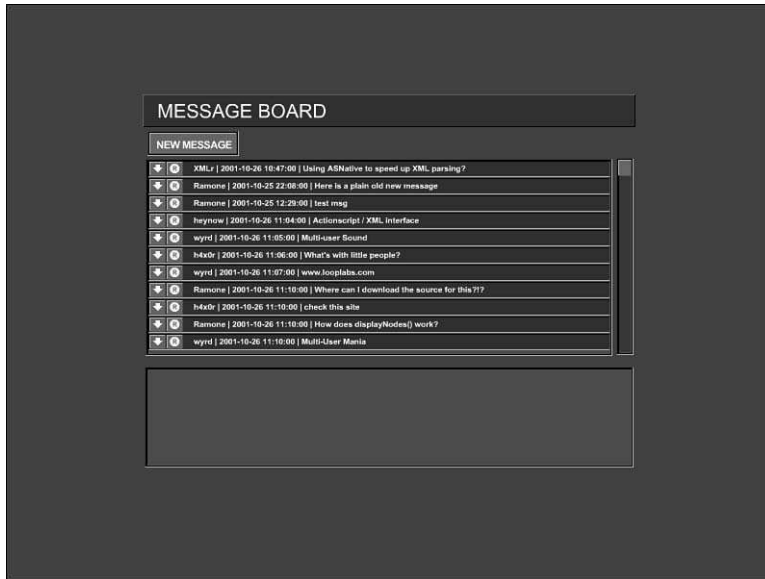 MESSAGE BOARD
NEW MESSAGE
R XMLr | 2001-10-26 10:47:00 | Using ASNative to speed up XML parsing?
R Ramone | 2001-10-25 22:08:00 | Here is a plain old new message
R Ramone | 2001-10-25 12:29:00 | test msg
R heynow | 2001-10-26 11:04:00 | Actionscript / XML interface
R wyrd | 2001-10-26 11:05:00 | Multi-user Sound
R h4x0r | 2001-10-26 11:06:00 | What's with little people?
R wyrd | 2001-10-26 11:07:00 | www.looplabs.com
R Ramone | 2001-10-26 11:10:00 | Where can I download the source for this?!?
R h4x0r | 2001-10-26 11:10:00 | check this site
R Ramone | 2001-10-26 11:10:00 | How does displayNodes() work?
R wyrd | 2001-10-26 11:10:00 | Multi-User Mania